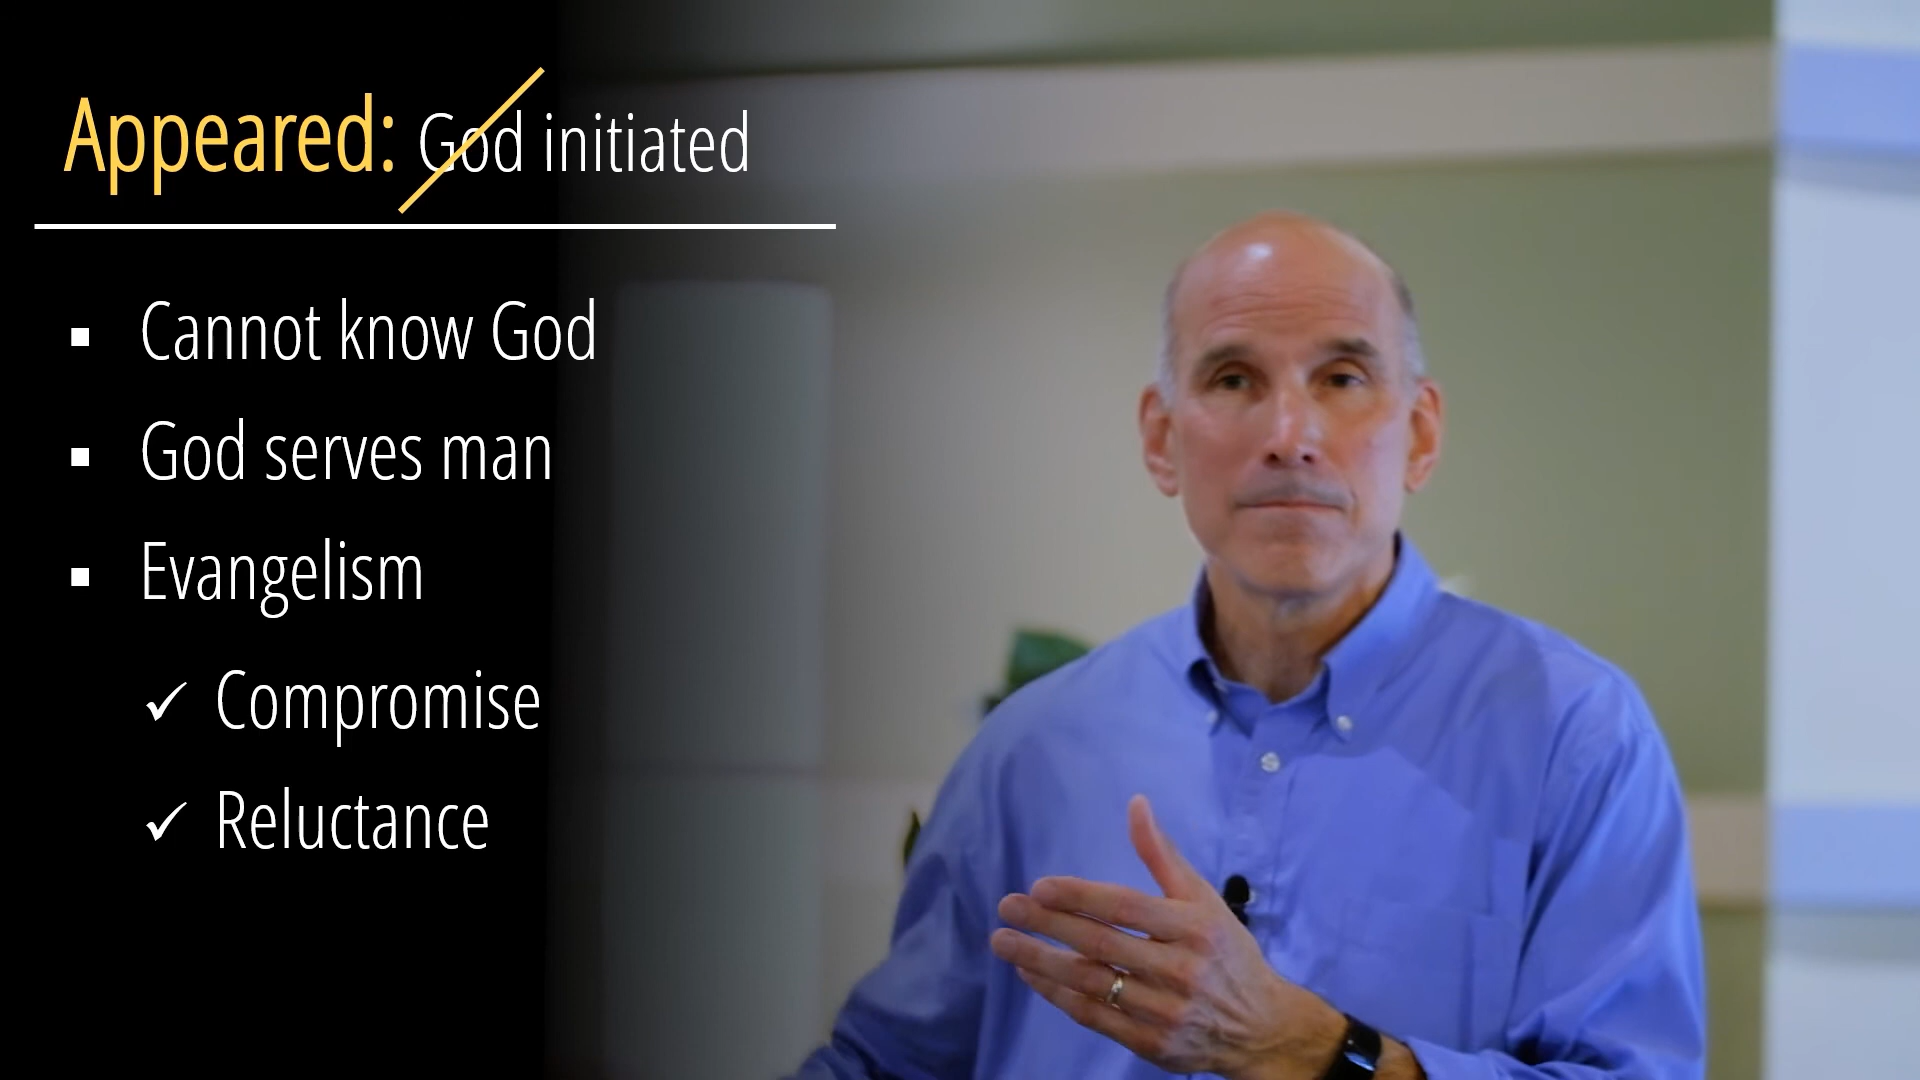 Appeared: God initiated
Cannot know God
God serves man
Evangelism
Compromise
Reluctance